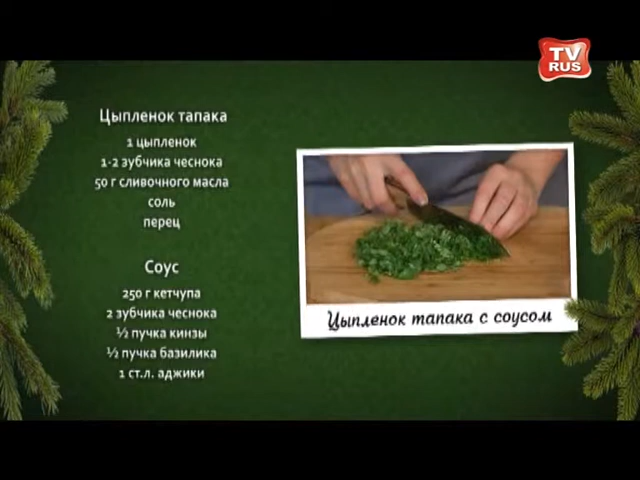 TV
RUS
Цыпленок тапака
1 цыпленок
1-2 зубчика чеснока
50 г сливочного масла
соль
перец
Соус
250 г кетчупа
2 зубчика чеснока
½ пучка кинзы
½ пучка базилика
1 ст.л. аджики
Цыпленок тапака с соусом